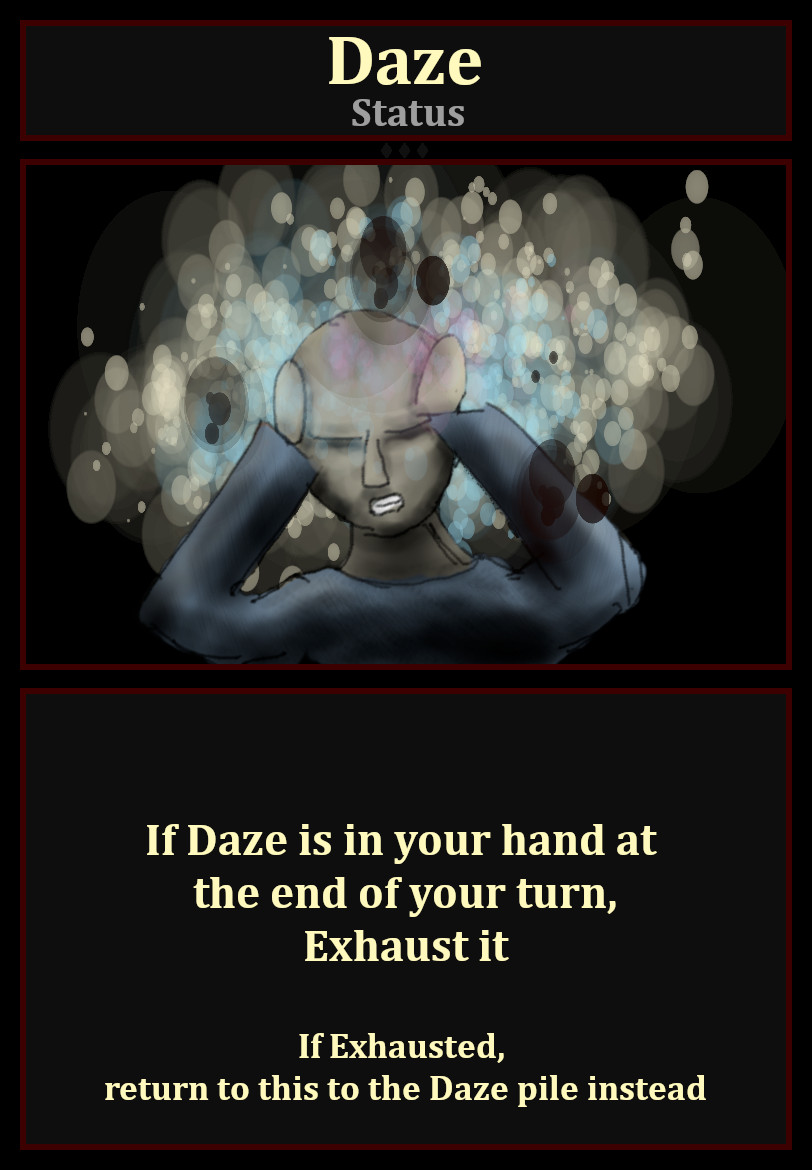 Daze
Status
If Daze is in your hand at
the end of your turn,
Exhaust it
If Exhausted,
return to this to the Daze pile instead